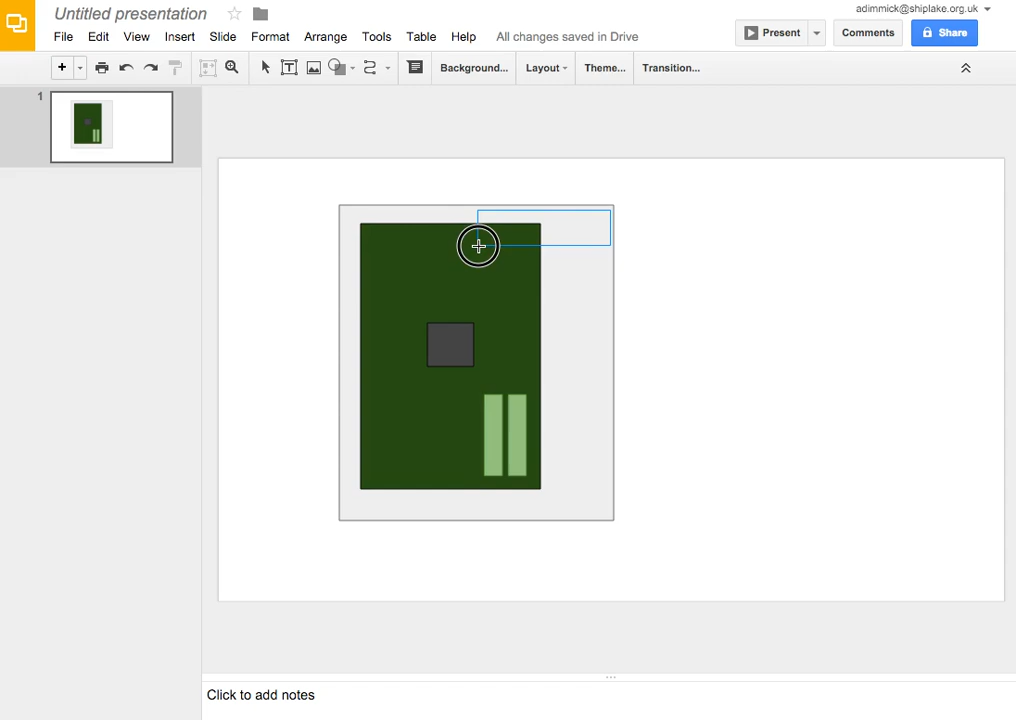 Untitled presentation
adimmick@shiplake.org.uk
File Edit View Insert Slide Format Arrange Tools Table Help All changes saved in Drive
Present Comments Share
Background... Layout Theme... Transition...
1
Click to add notes